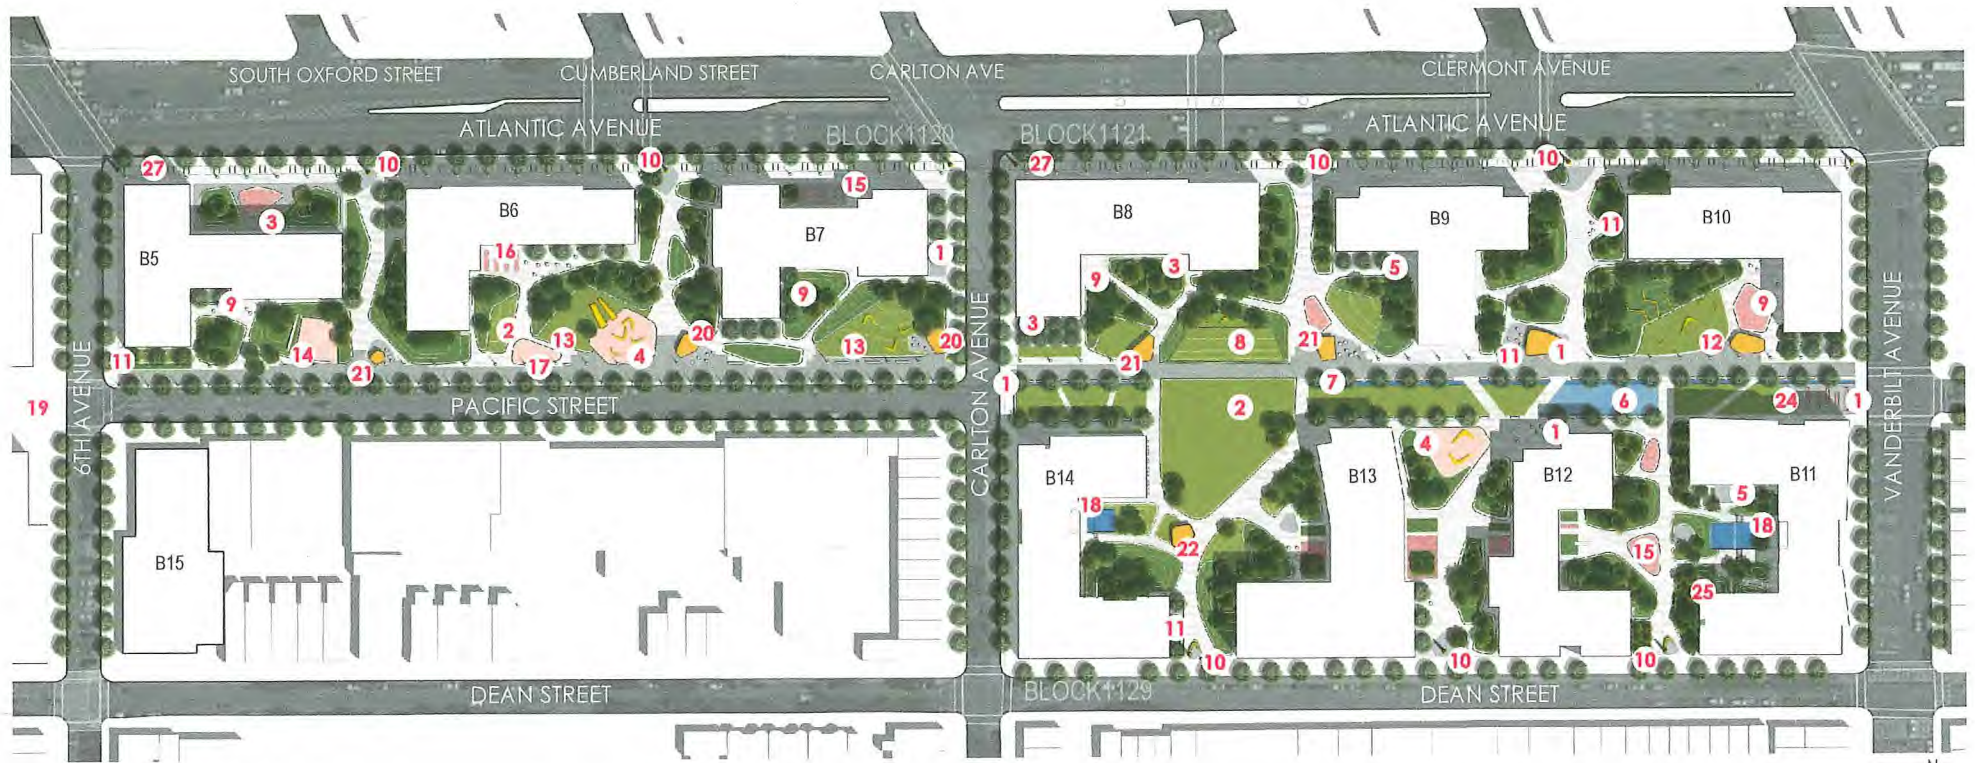 SOUTH OXFORD STREET
CUMBERLAND STREET
CARLTON AVE
CLERMONT AVENUE
ATLANTIC AVENUE
BLOCK1120
BLOCK1121
ATLANTIC AVENUE
27
10
10
15
27
10
10
B5
3
B6
16
B7
1
B8
9
3
B9
5
11
B10
9
9
2
13
20
9
13
20
3
21
8
21
11
1
12
9
11
14
21
17
4
19
6TH AVENUE
PACIFIC STREET
CARLTON AVENUE
1
2
7
6
24
1
VANDERBILT AVENUE
4
1
B14
B13
B12
B11
18
5
18
22
15
B15
25
11
10
10
10
DEAN STREET
BLOCK1129
DEAN STREET
N